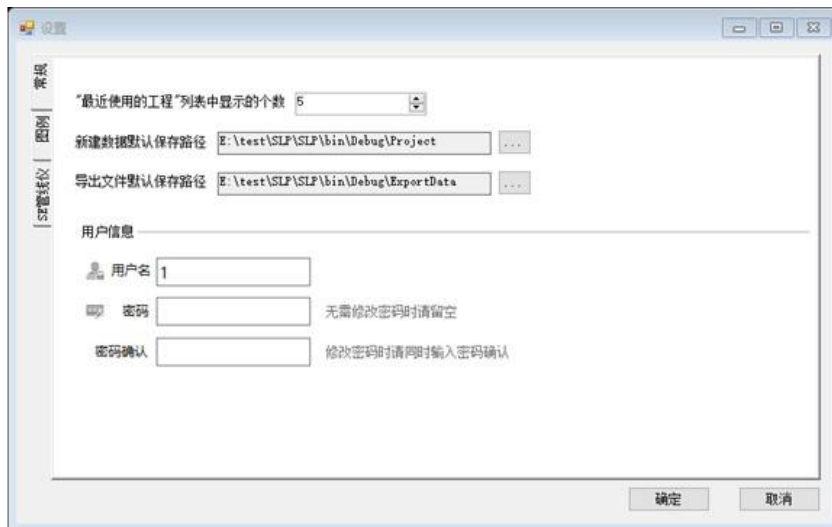 设置
常规
图例
SE管线仪
"最近使用的工程"列表中显示的个数 5
新建数据默认保存路径 E:\test\SLP\SLP\bin\Debug\Project ...
导出文件默认保存路径 E:\test\SLP\SLP\bin\Debug\ExportData ...
用户信息
用户名 1
密码 无需修改密码时请留空
密码确认 修改密码时请同时输入密码确认
确定 取消